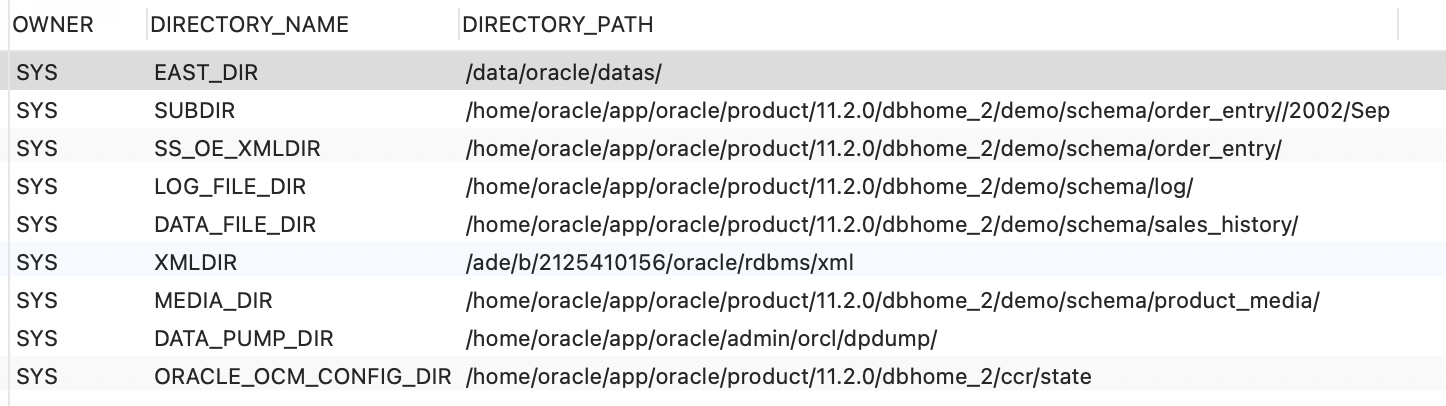 OWNER DIRECTORY_NAME DIRECTORY_PATH
SYS EAST_DIR /data/oracle/datas/
SYS SUBDIR /home/oracle/app/oracle/product/11.2.0/dbhome_2/demo/schema/order_entry//2002/Sep
SYS SS_OE_XMLDIR /home/oracle/app/oracle/product/11.2.0/dbhome_2/demo/schema/order_entry/
SYS LOG_FILE_DIR /home/oracle/app/oracle/product/11.2.0/dbhome_2/demo/schema/log/
SYS DATA_FILE_DIR /home/oracle/app/oracle/product/11.2.0/dbhome_2/demo/schema/sales_history/
SYS XMLDIR /ade/b/2125410156/oracle/rdbms/xml
SYS MEDIA_DIR /home/oracle/app/oracle/product/11.2.0/dbhome_2/demo/schema/product_media/
SYS DATA_PUMP_DIR /home/oracle/app/oracle/admin/orcl/dpdump/
SYS ORACLE_OCM_CONFIG_DIR /home/oracle/app/oracle/product/11.2.0/dbhome_2/ccr/state